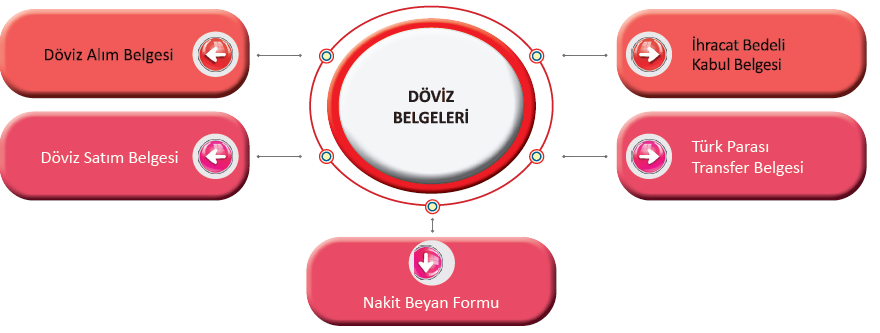 Döviz Alım Belgesi
DÖVİZ
BELGELERİ
İhracat Bedeli
Kabul Belgesi
Döviz Satım Belgesi
Türk Parası
Transfer Belgesi
Nakit Beyan Formu